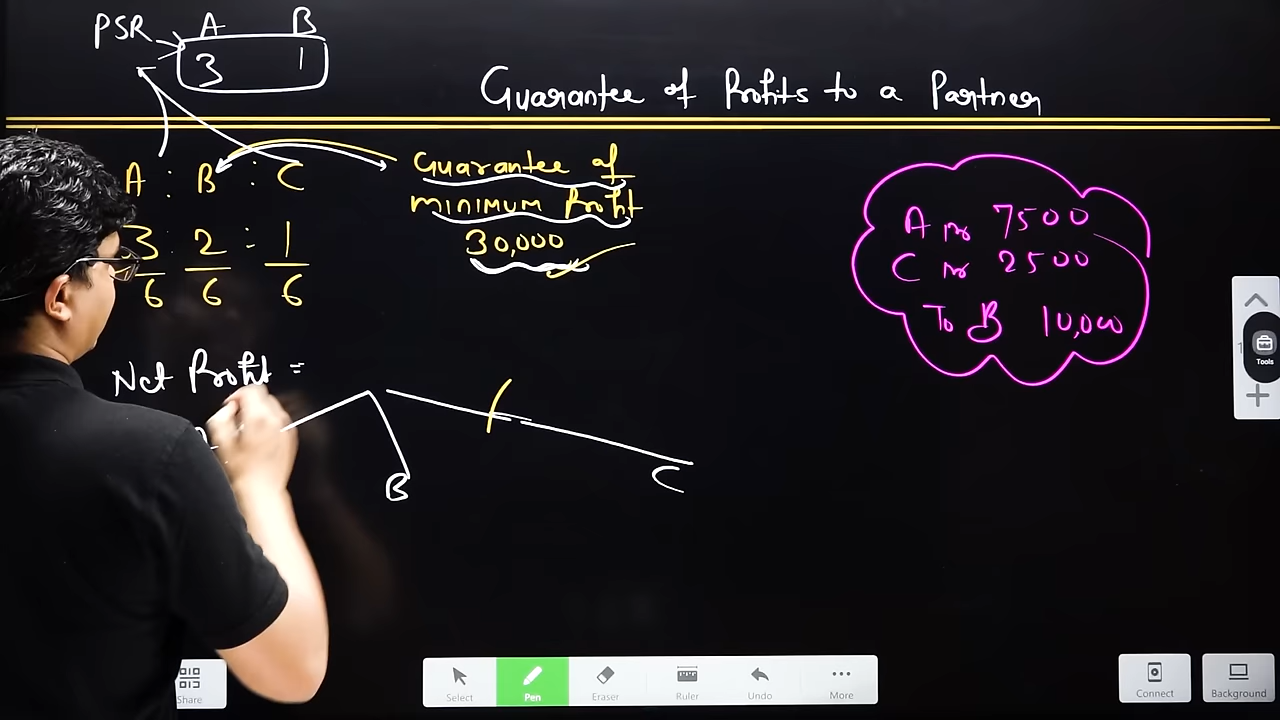 PSR A B
3 1
Guarantee of Profits to a Partner
A : B : C
3 2 : 1
6 6 6
Guarantee of
minimum Profit
30,000
A 7500
C 2500
To B 10,000
Net Profit =
B
C
1
Tools
Share
Select
Pen
Eraser
Ruler
Undo
More
Connect
Background